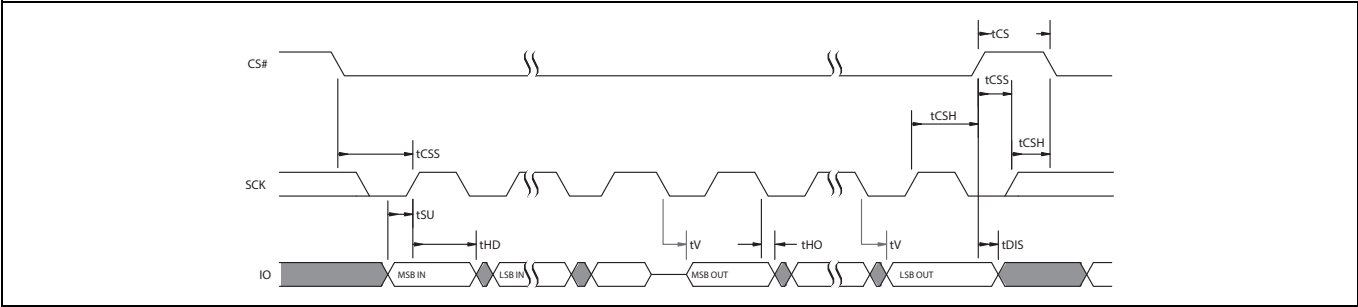 tCS
CS#
tCSS
tCSH
tCSH
tCSS
SCK
tSU
tHD
tV
tHO
tV
tDIS
IO
MSB IN
LSB IN
MSB OUT
LSB OUT